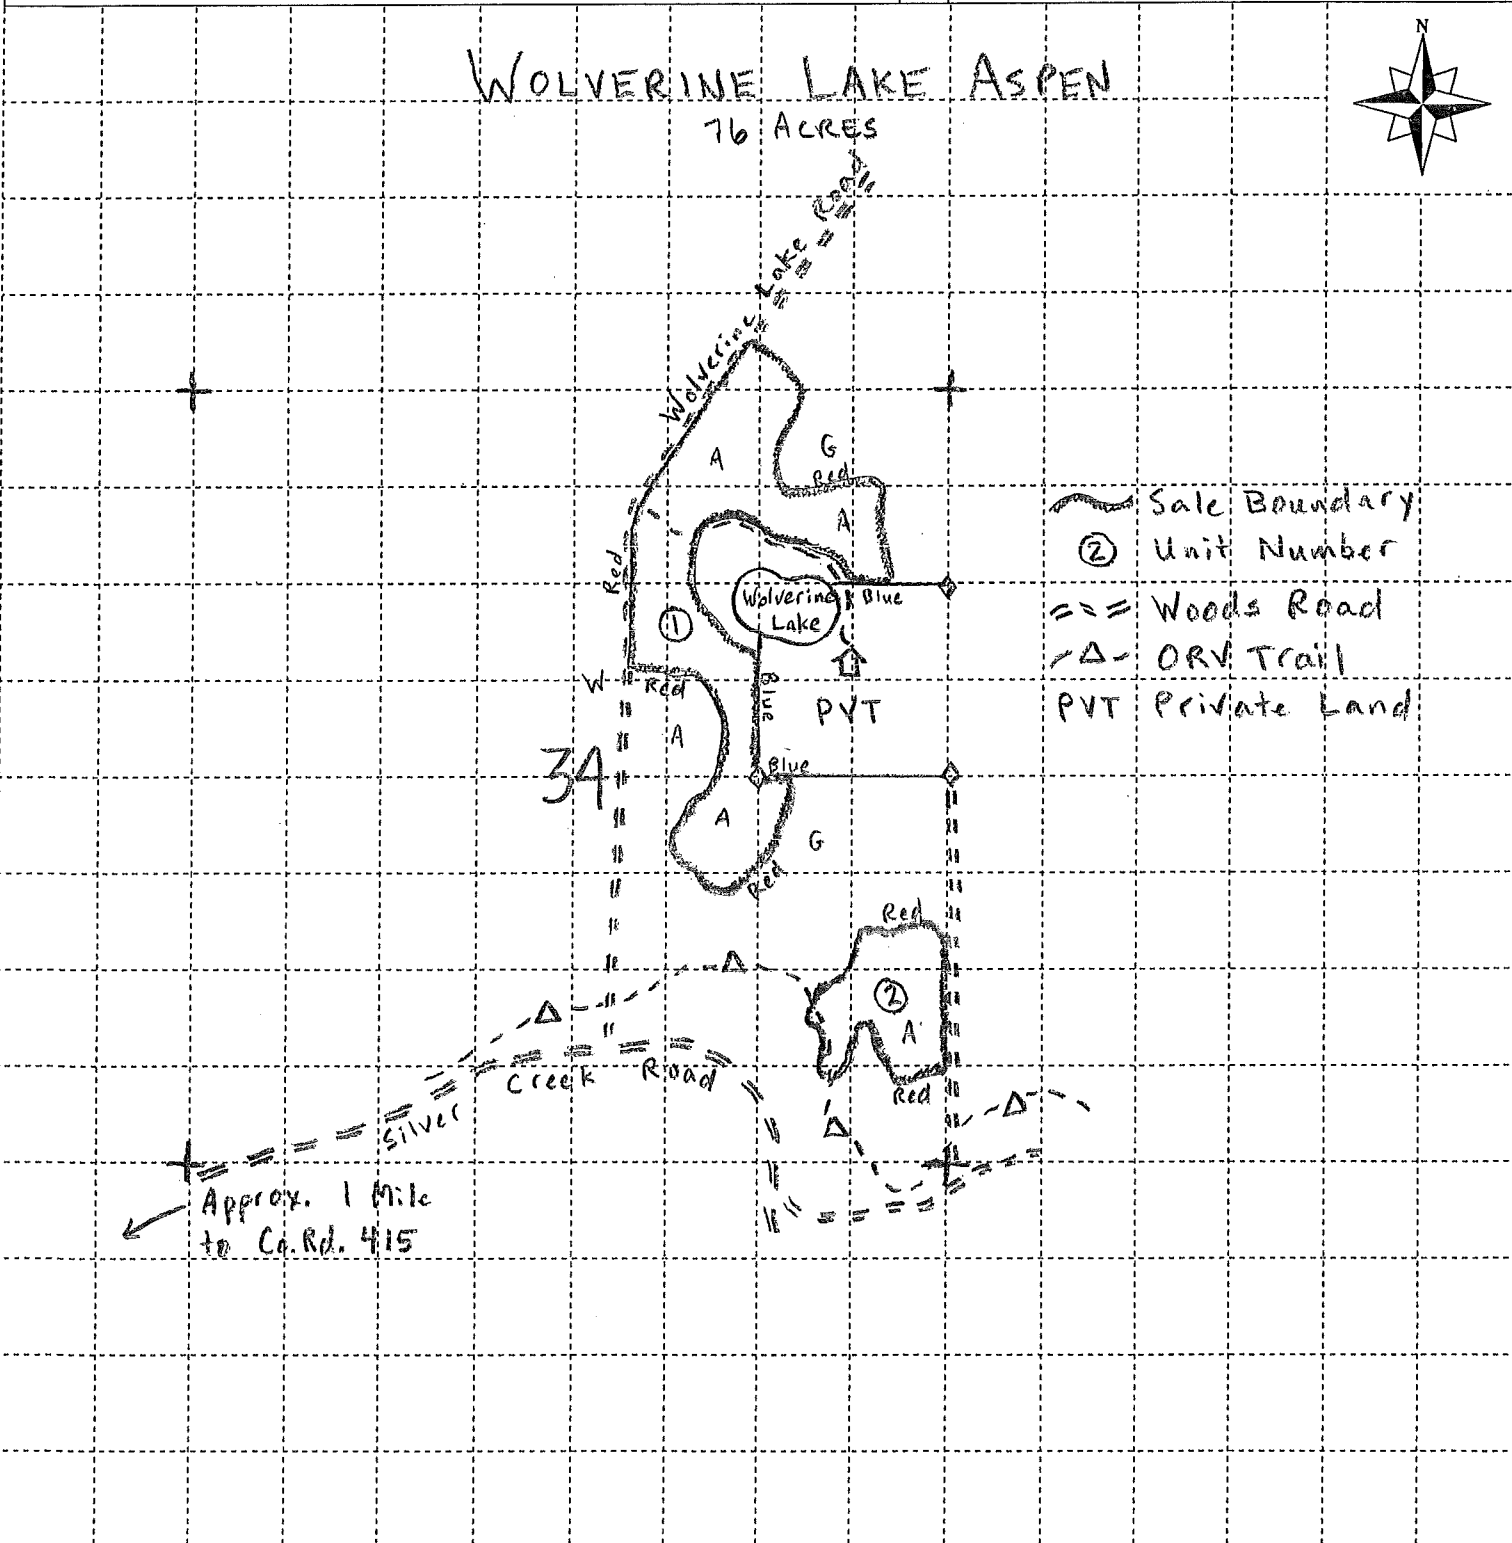 N
WOLVERINE LAKE ASPEN
76 ACRES
Wolverine Lake Road
A
G
Red
A
Sale Boundary
② Unit Number
Woods Road
ORV Trail
PVT Private Land
Red
Wolverine
Lake
Blue
①
W
Red
Blue
PVT
A
34
Blue
A
G
Red
Red
②
A
Red
Silver Creek Road
Approx. 1 Mile
to Co. Rd. 415